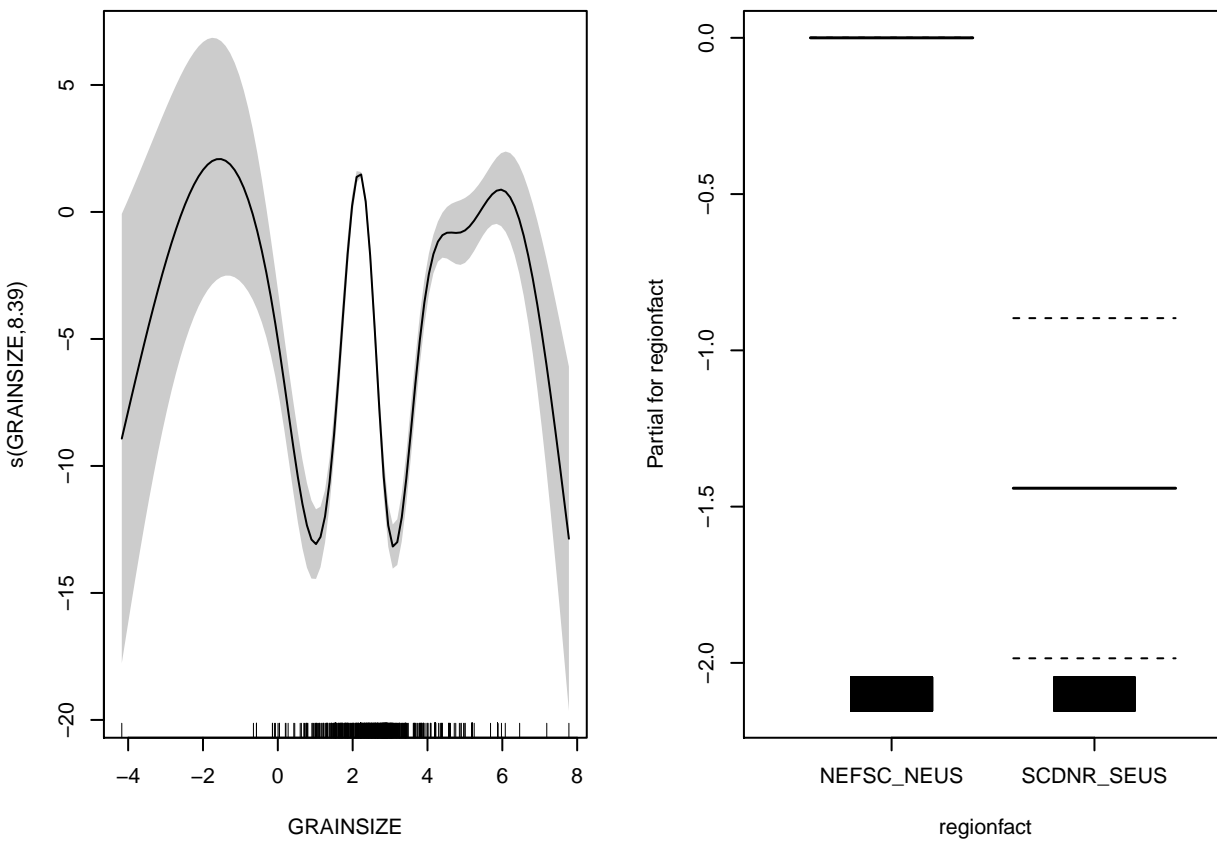 s(GRAINSIZE,8.39)
5
0
−5
−10
−15
−20
−4 −2 0 2 4 6 8
GRAINSIZE
Partial for regionfact
0.0
−0.5
−1.0
−1.5
−2.0
NEFSC_NEUS SCDNR_SEUS
regionfact